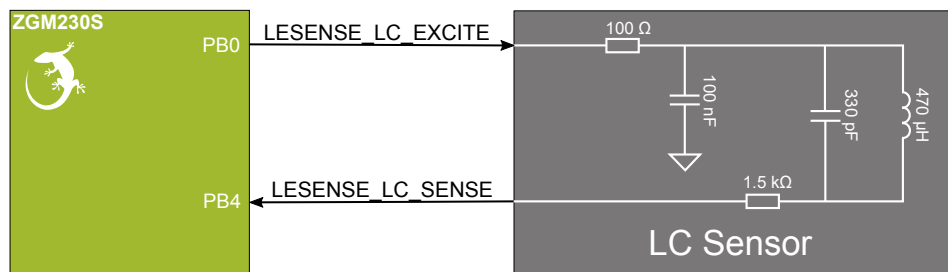 ZGM230S
PB0
LESENSE_LC_EXCITE
100 Ω
100 nF
330 pF
470 µH
PB4
LESENSE_LC_SENSE
1.5 kΩ
LC Sensor